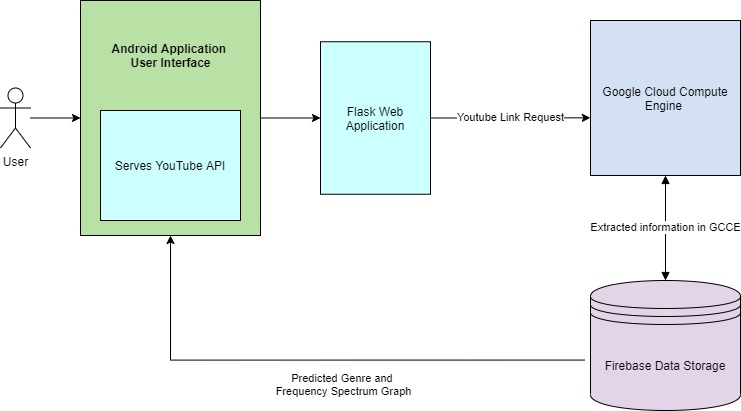 Android Application
User Interface
Serves YouTube API
User
Flask Web
Application
Youtube Link Request
Google Cloud Compute
Engine
Extracted information in GCCE
Firebase Data Storage
Predicted Genre and
Frequency Spectrum Graph